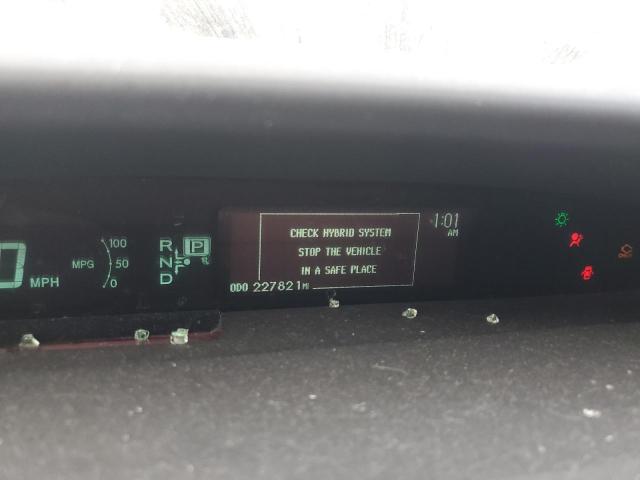 0 MPH
MPG
100
50
0
R
N
D
P
CHECK HYBRID SYSTEM
STOP THE VEHICLE
IN A SAFE PLACE
1:01
AM
ODO 227821 MI